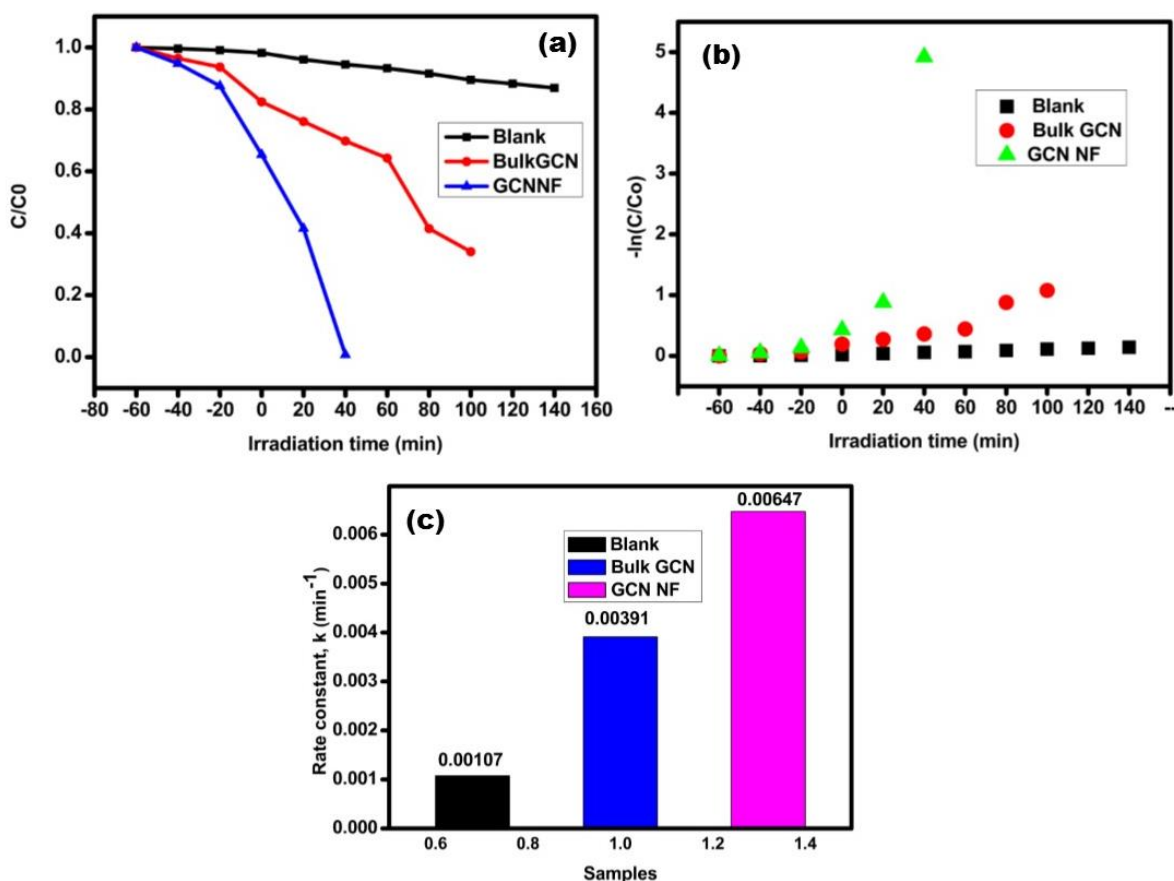 (a)
C/C0
1.0
0.8
0.6
0.4
0.2
0.0
Blank
BulkGCN
GCNNF
-80 -60 -40 -20 0 20 40 60 80 100 120 140 160
Irradiation time (min)
(b)
-ln(C/Co)
5
4
3
2
1
0
Blank
Bulk GCN
GCN NF
-60 -40 -20 0 20 40 60 80 100 120 140 --
Irradiation time (min)
(c)
Rate constant, k (min-1)
0.006
0.005
0.004
0.003
0.002
0.001
0.000
Blank
Bulk GCN
GCN NF
0.00107
0.00391
0.00647
0.6 0.8 1.0 1.2 1.4
Samples